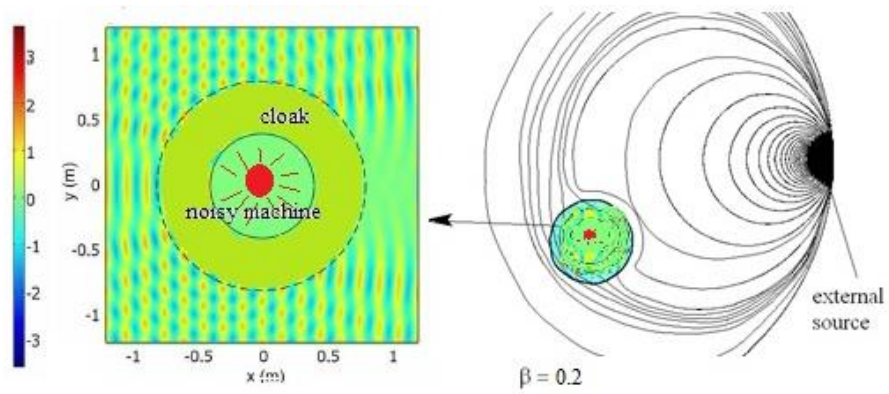 3
2
1
0
-1
-2
-3
y (m)
1
0.5
0
-0.5
-1
cloak
noisy machine
-1
-0.5
0
0.5
1
x (m)
external
source
β = 0.2